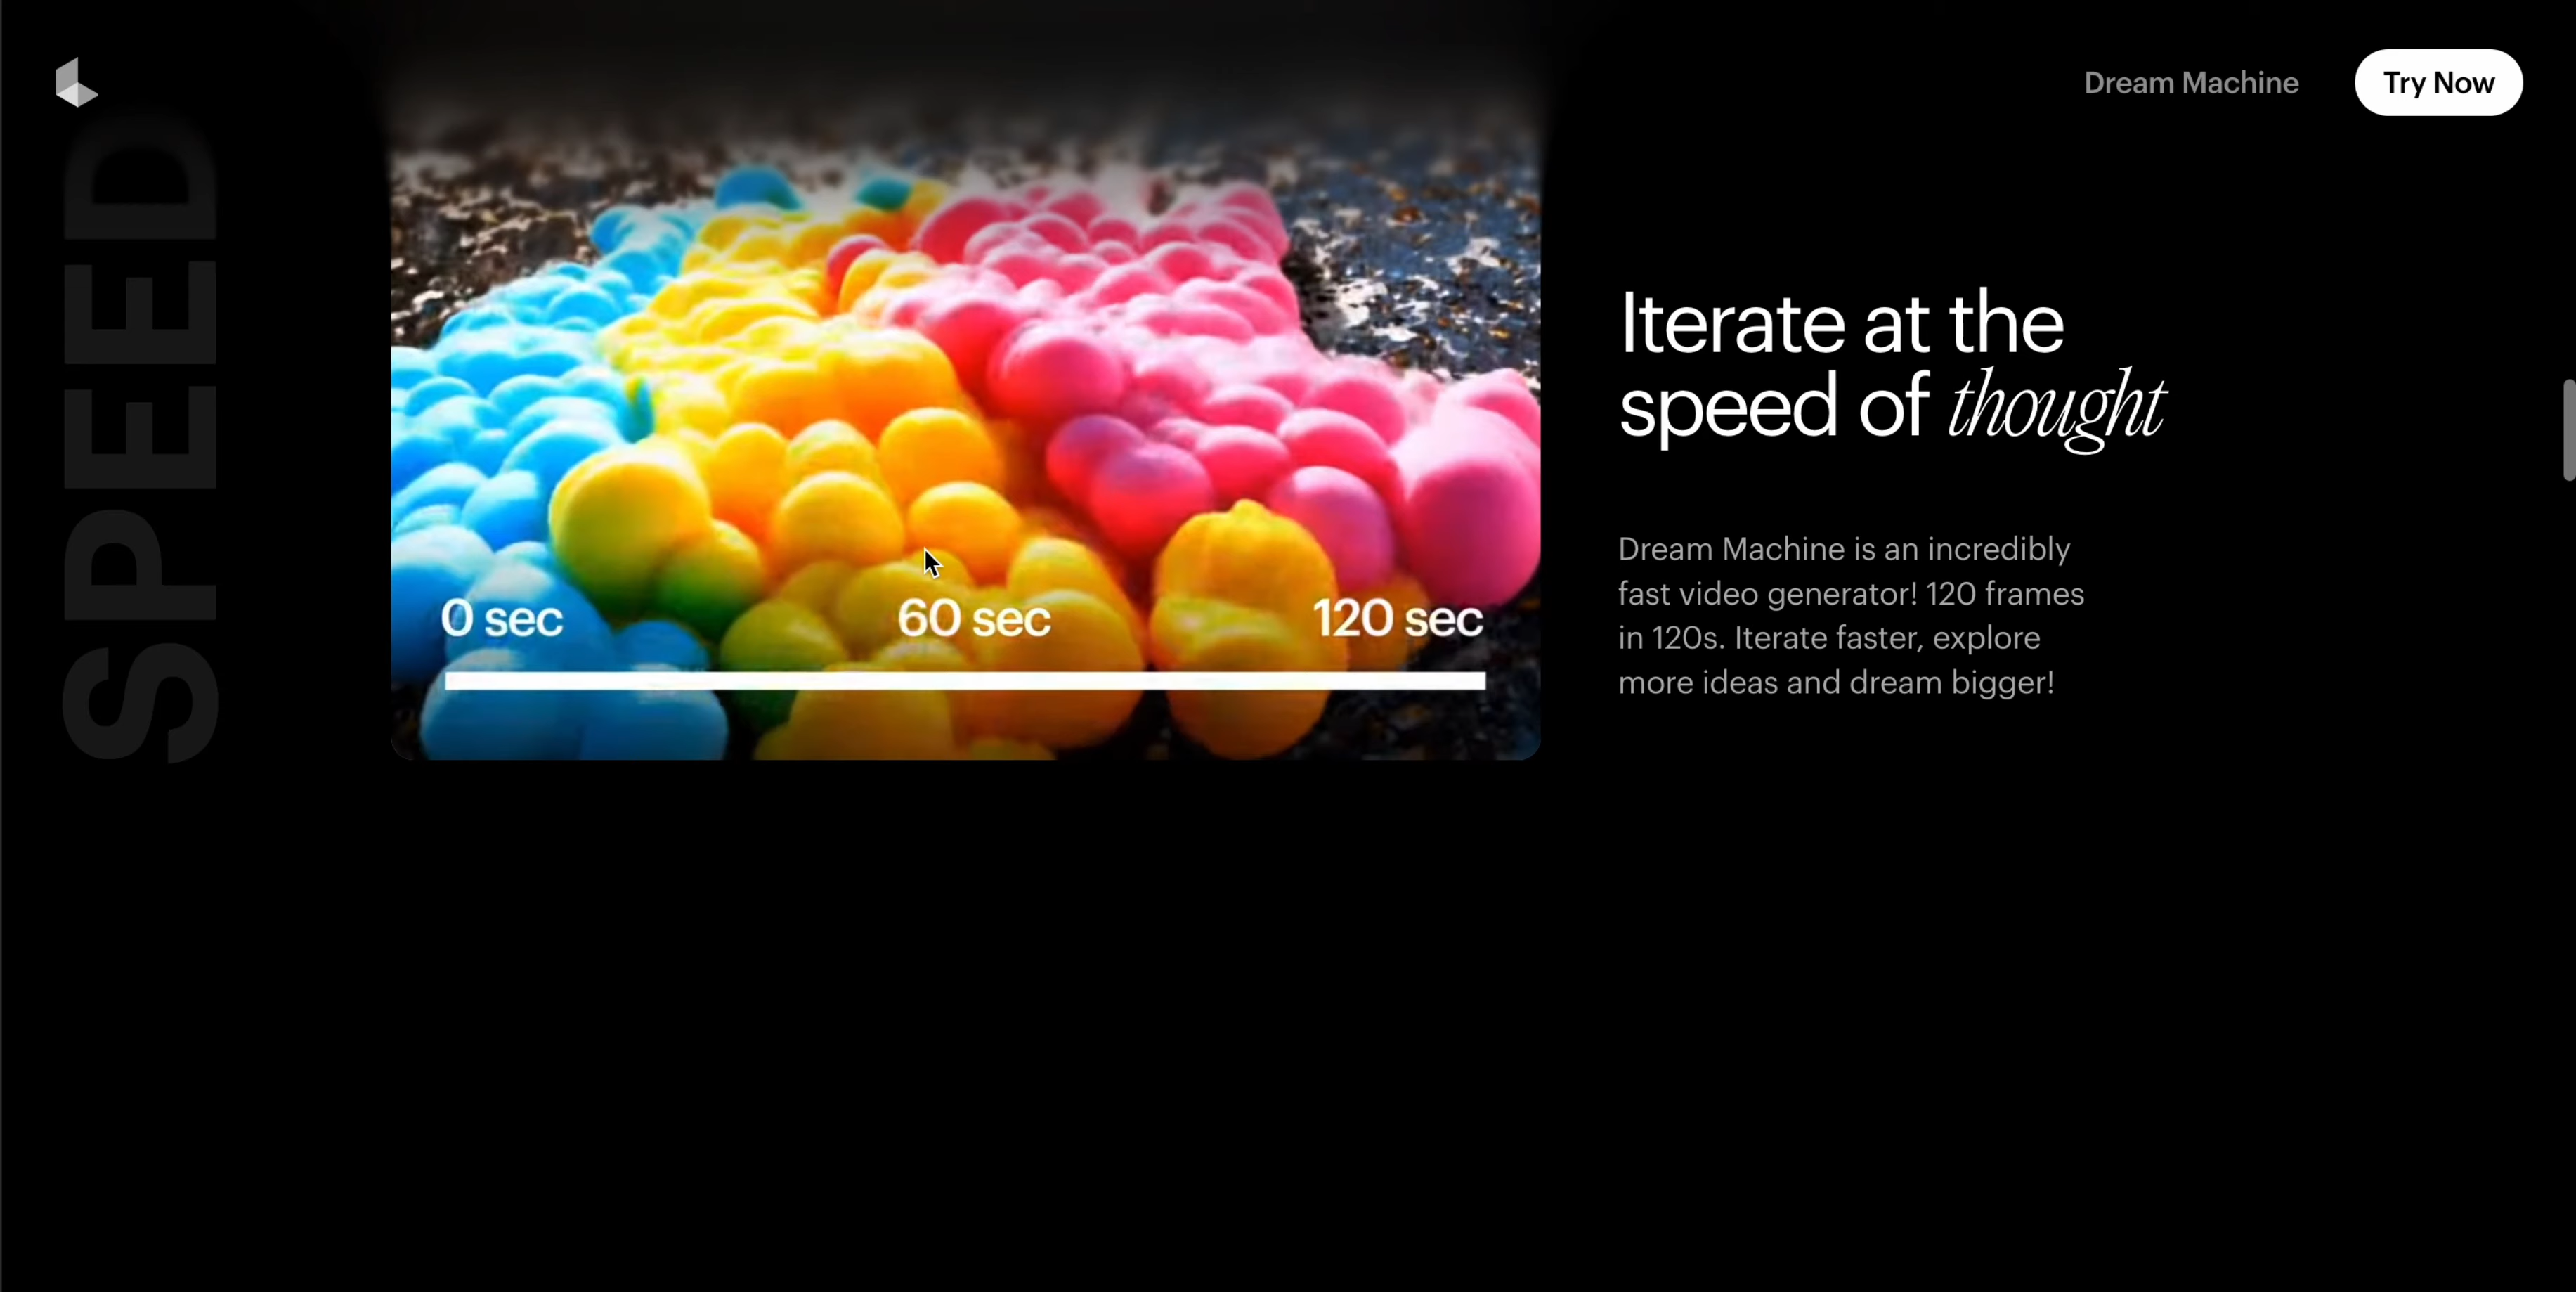 Dream Machine
Try Now
SPEED
0 sec
60 sec
120 sec
Iterate at the
speed of thought
Dream Machine is an incredibly
fast video generator! 120 frames
in 120s. Iterate faster, explore
more ideas and dream bigger!